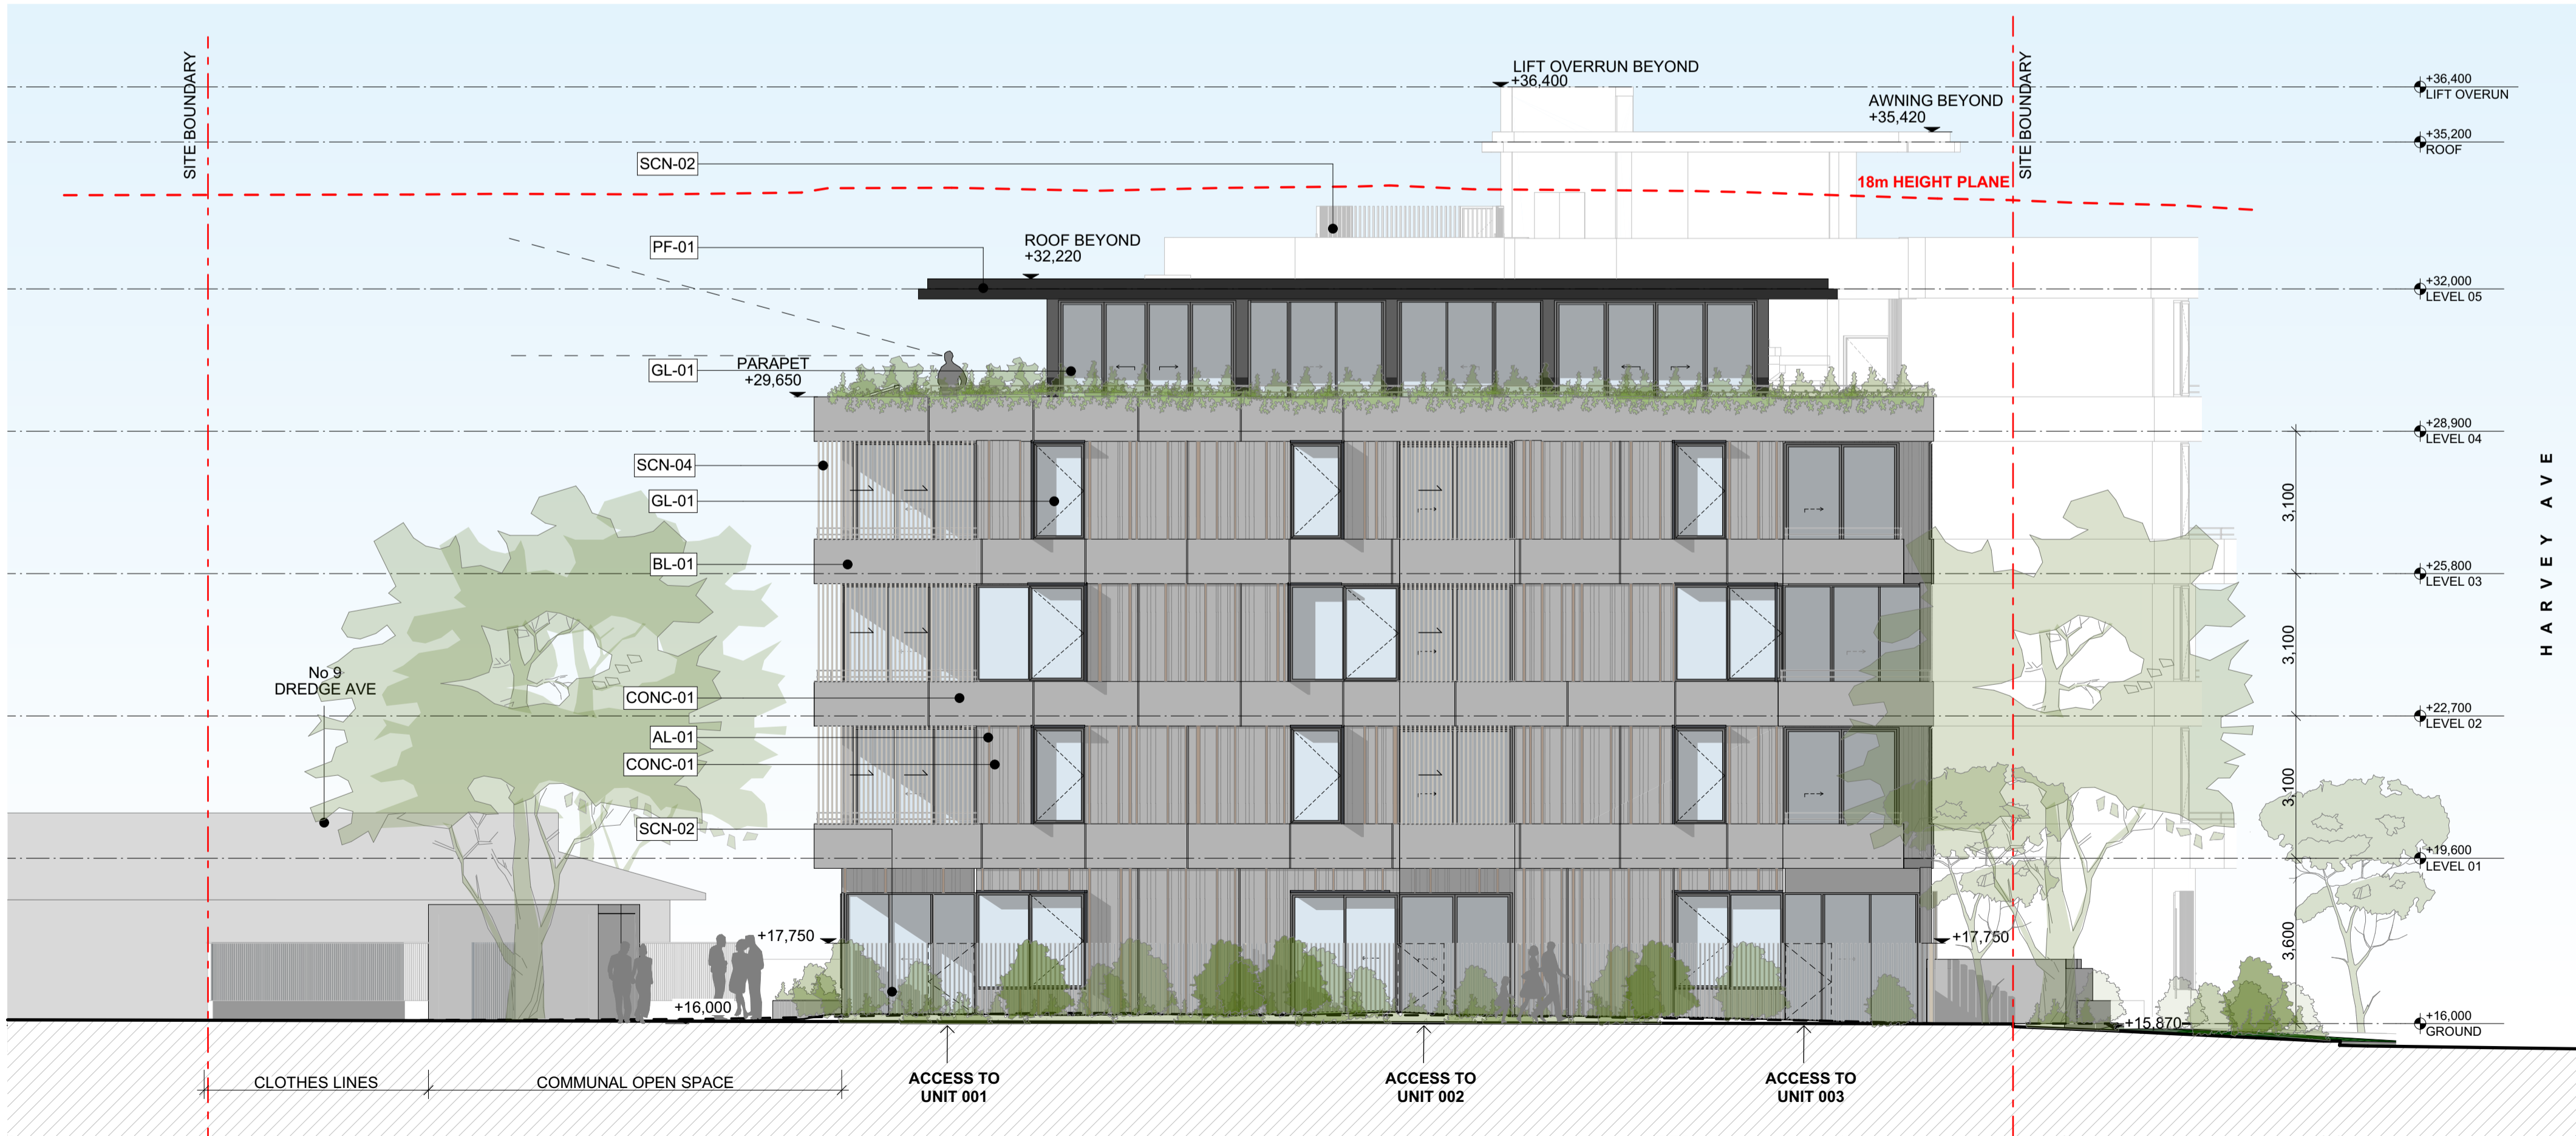 SITE BOUNDARY
LIFT OVERRUN BEYOND
+36,400
AWNING BEYOND
+35,420
SITE BOUNDARY
+36,400
LIFT OVERUN
+35,200
ROOF
SCN-02
18m HEIGHT PLANE
PF-01
ROOF BEYOND
+32,220
+32,000
LEVEL 05
GL-01
PARAPET
+29,650
+28,900
LEVEL 04
SCN-04
GL-01
3,100
HARVEY AVE
BL-01
+25,800
LEVEL 03
3,100
No 9
DREDGE AVE
CONC-01
+22,700
LEVEL 02
AL-01
CONC-01
3,100
SCN-02
+19,600
LEVEL 01
+17,750
+17,750
3,600
+16,000
+15,870
+16,000
GROUND
CLOTHES LINES
COMMUNAL OPEN SPACE
ACCESS TO
UNIT 001
ACCESS TO
UNIT 002
ACCESS TO
UNIT 003